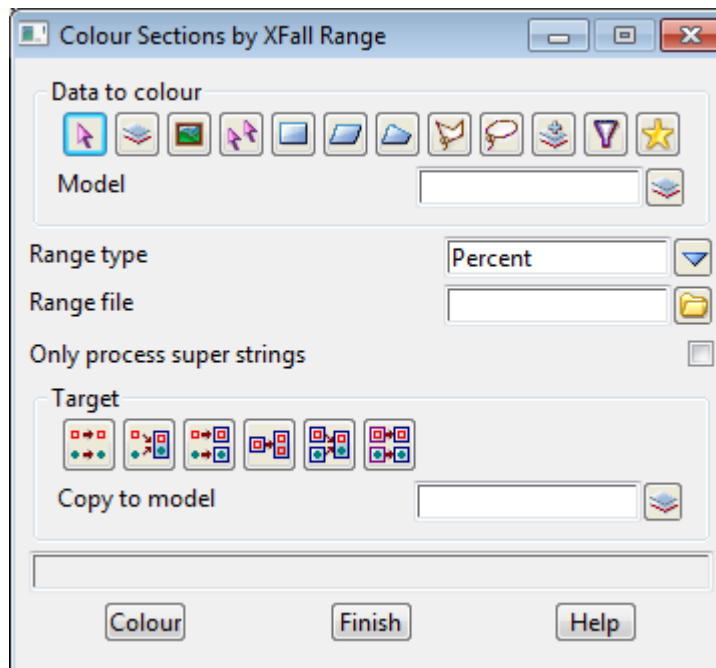 Colour Sections by XFall Range
Data to colour
Model
Range type Percent
Range file
Only process super strings
Target
Copy to model
Colour Finish Help